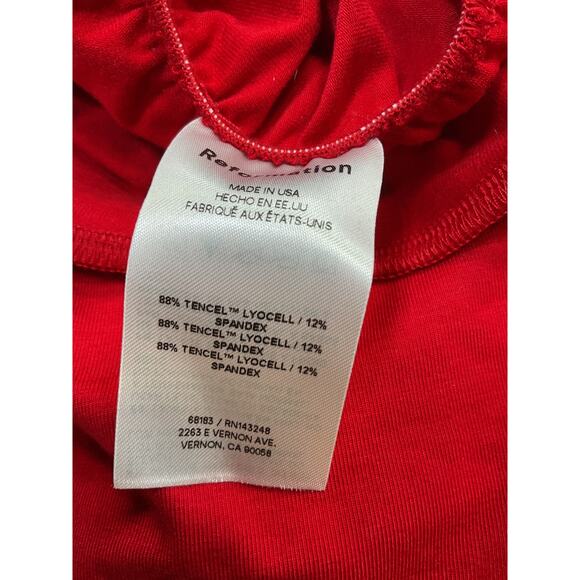 Reformation
MADE IN USA
HECHO EN EE.UU
FABRIQUÉ AUX ÉTATS-UNIS
88% TENCEL™ LYOCELL / 12%
SPANDEX
88% TENCEL™ LYOCELL / 12%
SPANDEX
88% TENCEL™ LYOCELL / 12%
SPANDEX
68183 / RN143248
2263 E VERNON AVE.
VERNON, CA 90058